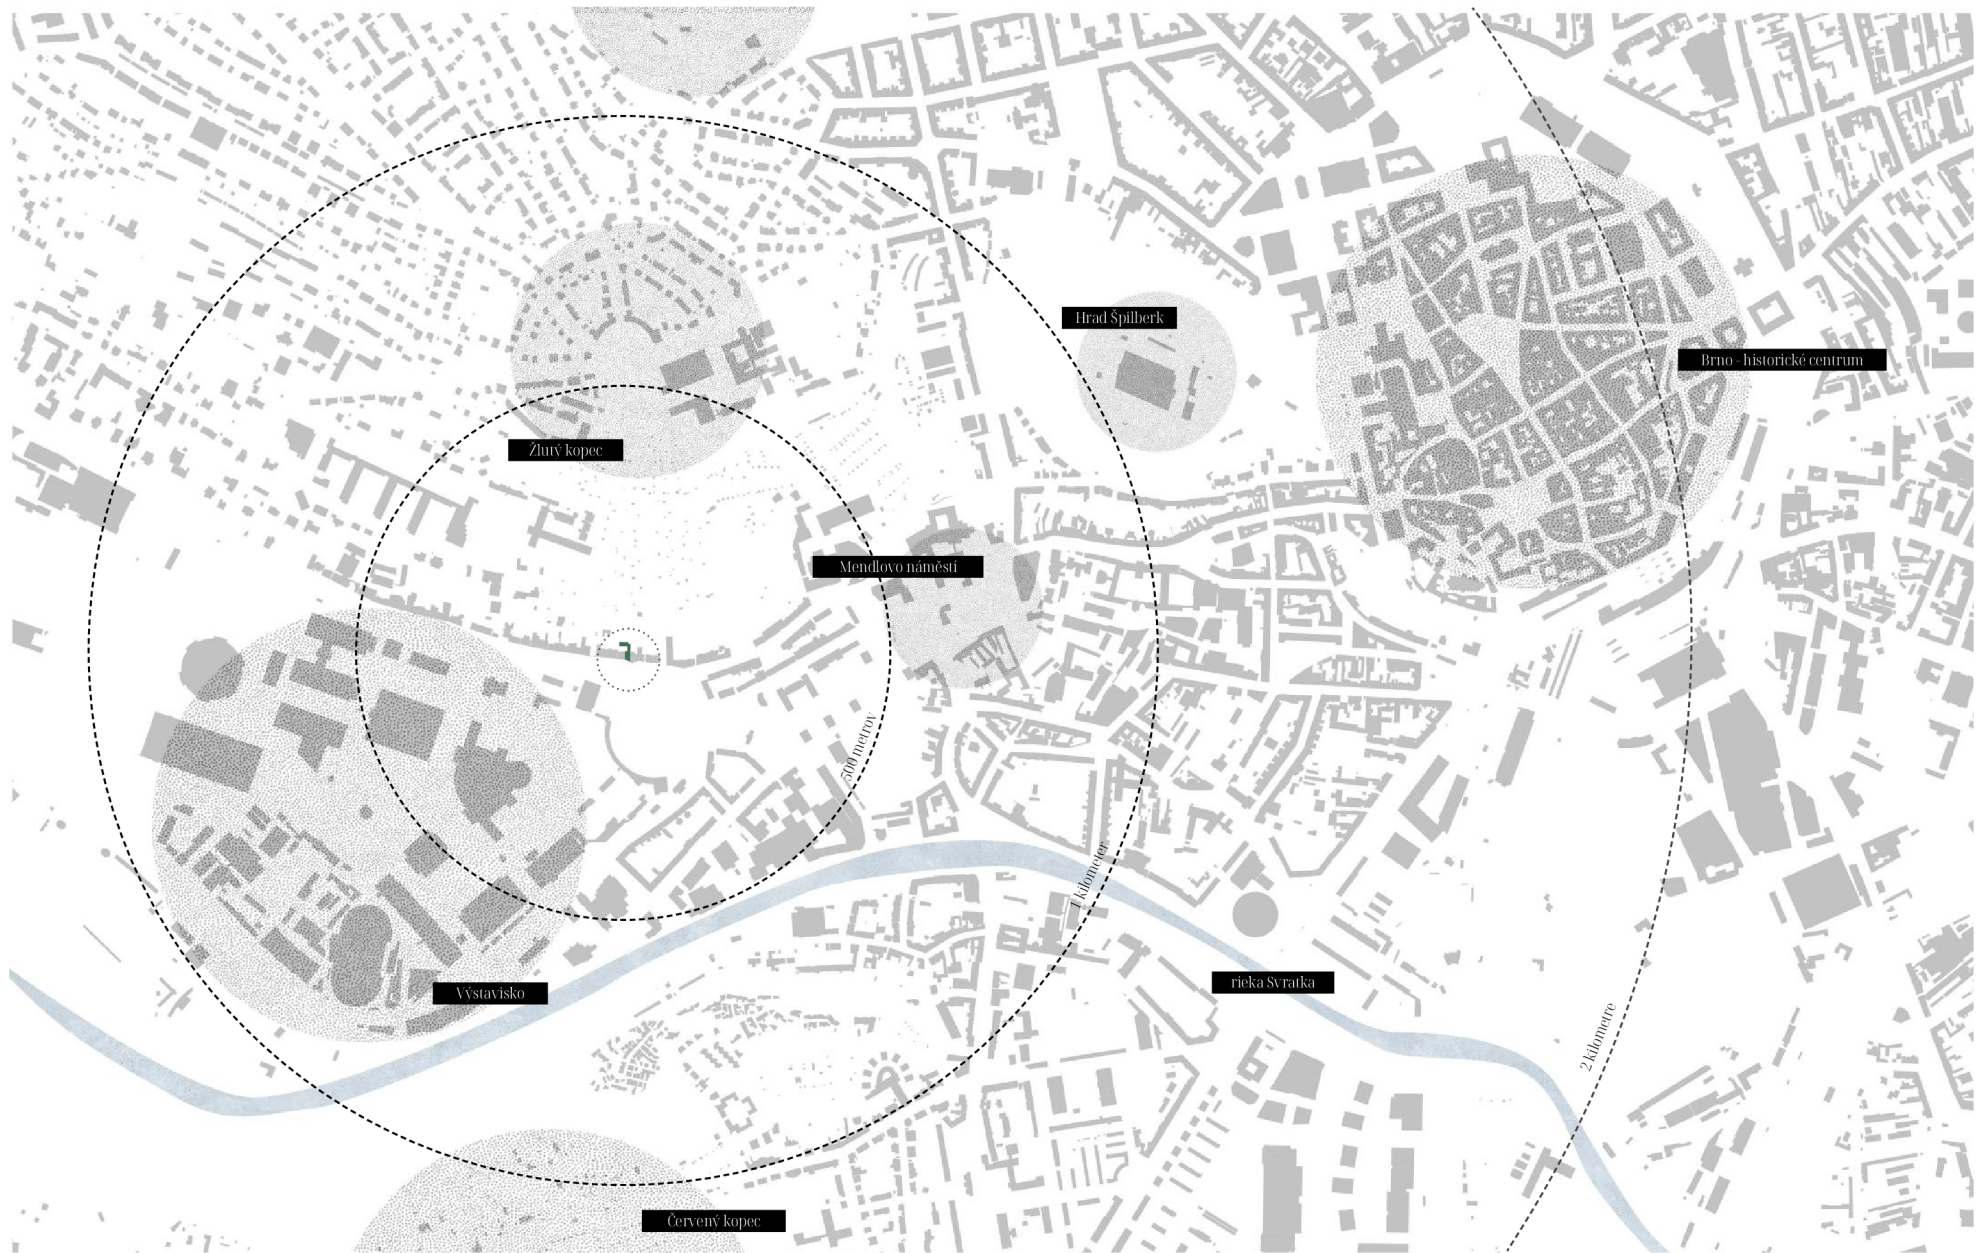 Hrad Špilberk
Brno - historické centrum
Žlutý kopec
Mendlovo náměstí
500 metrov
1 kilometer
rieka Svratka
Výstavisko
2 kilometre
Červený kopec